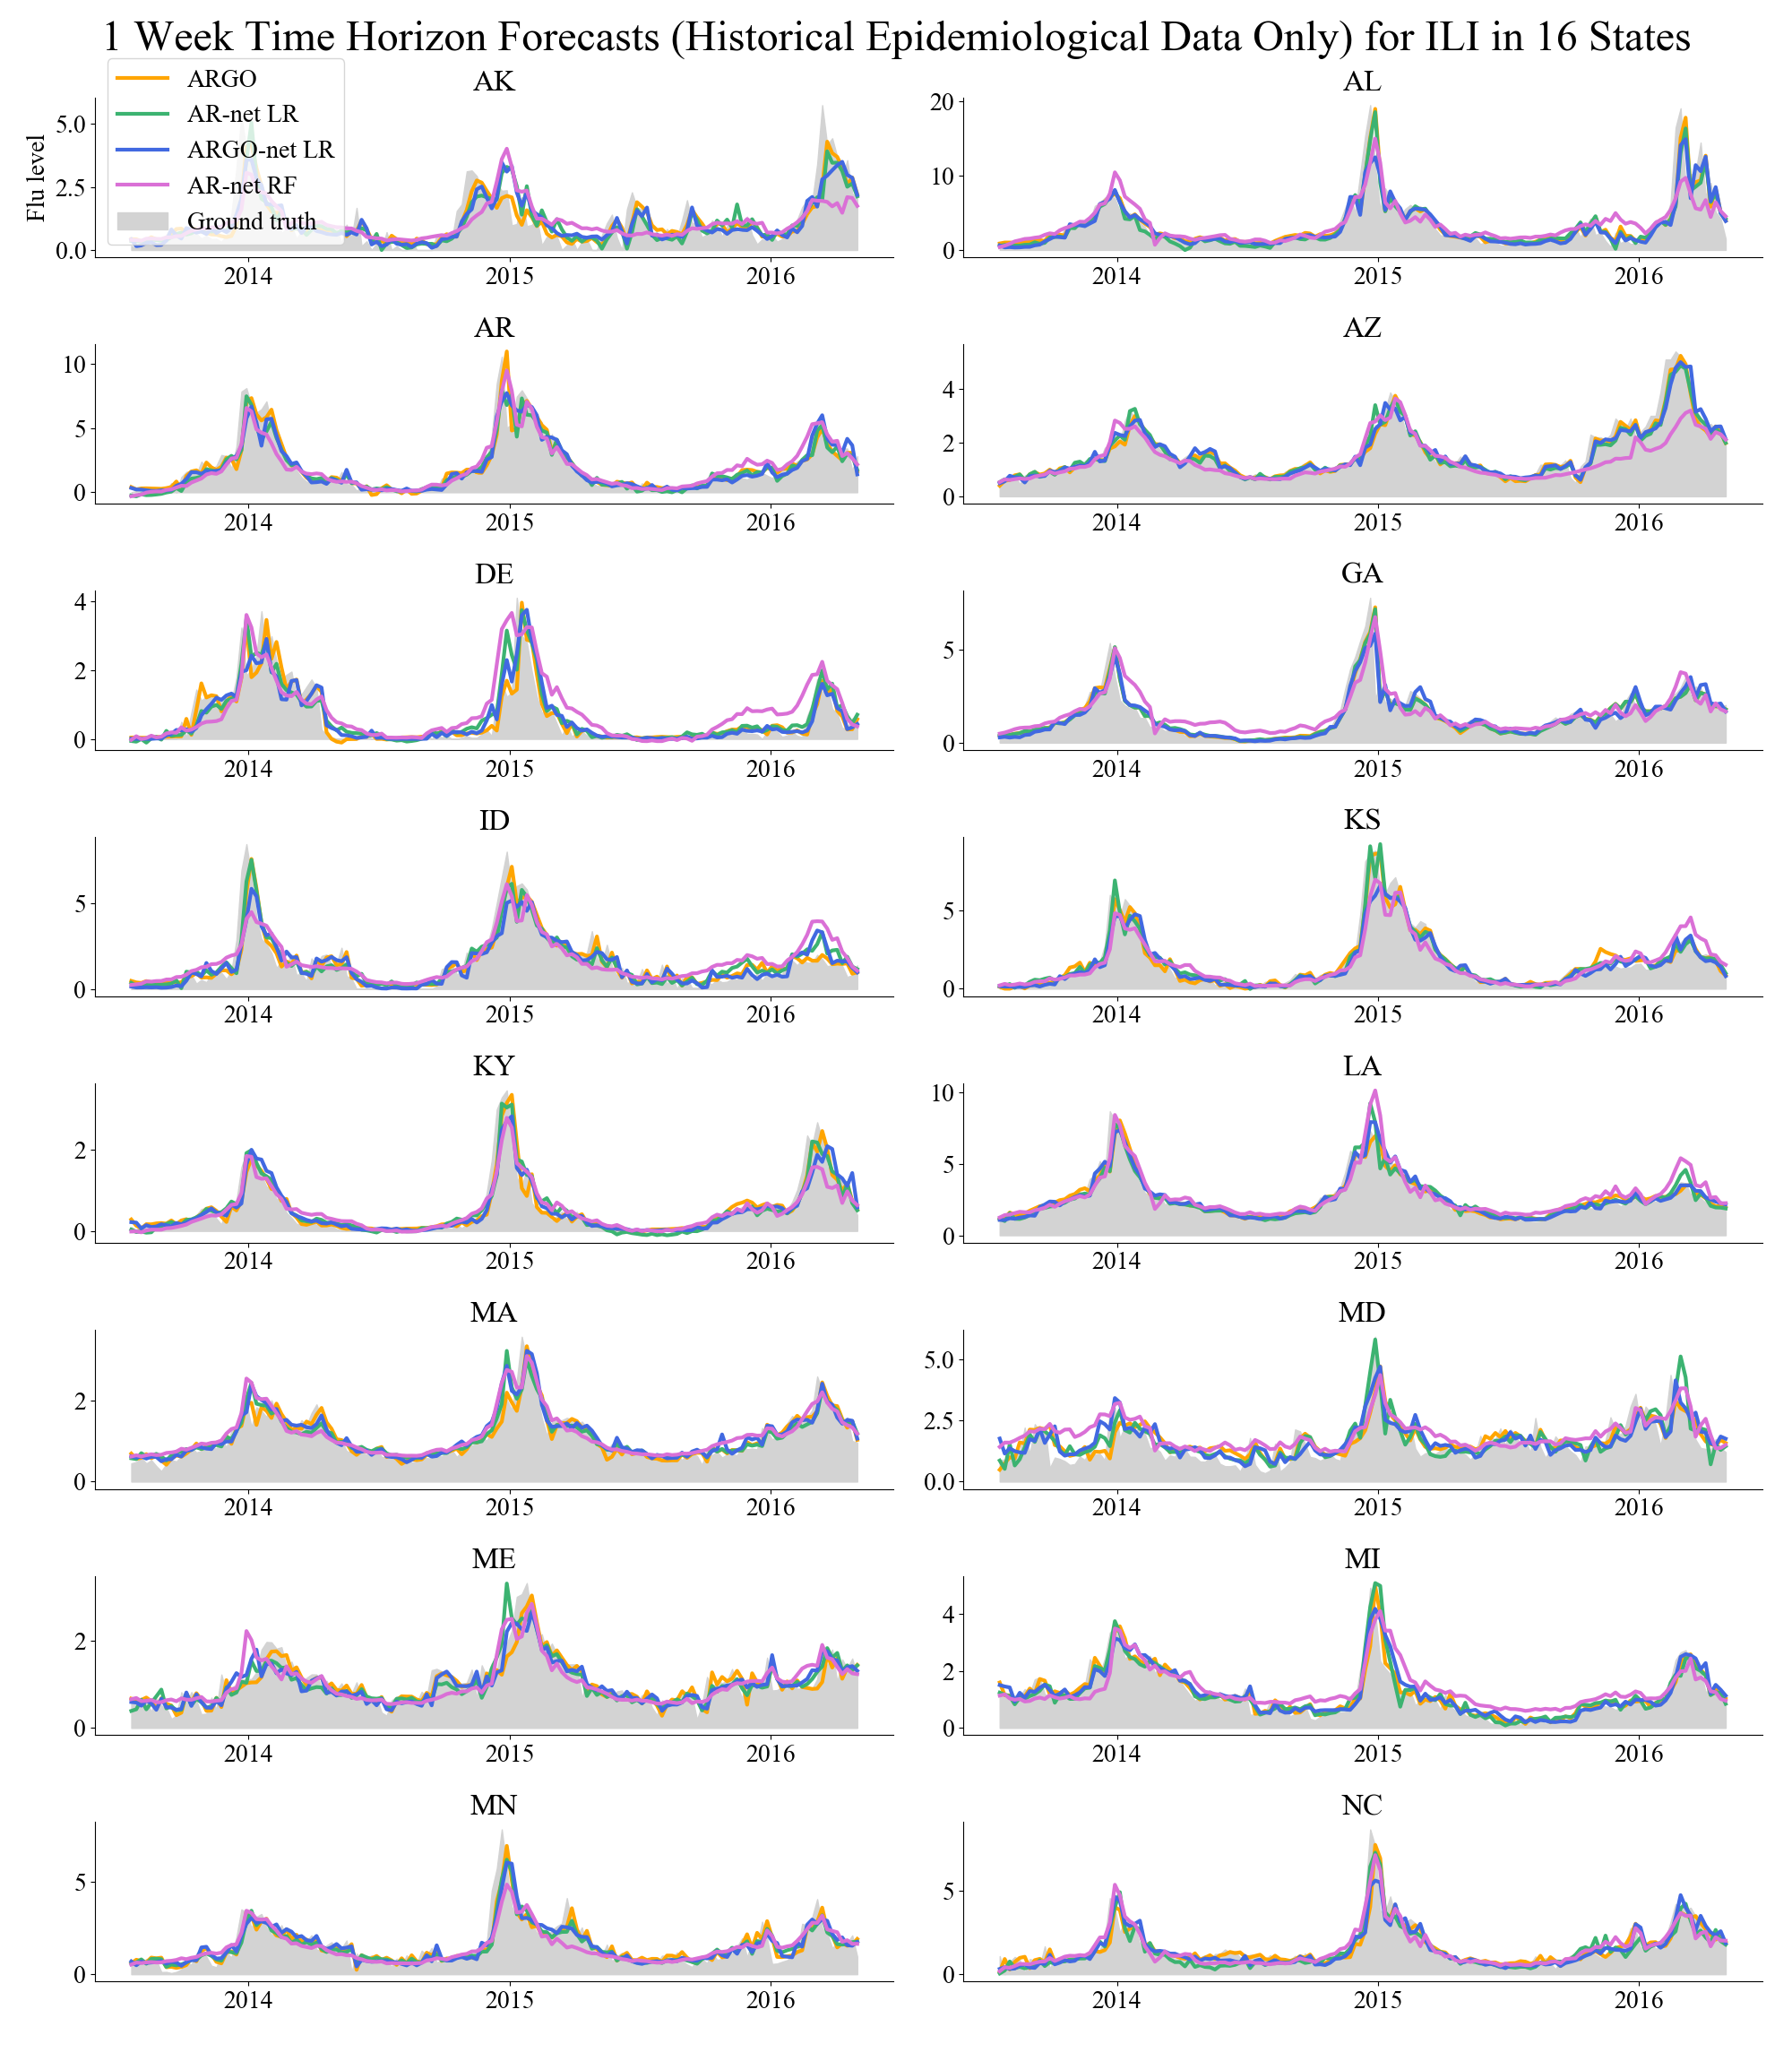 1 Week Time Horizon Forecasts (Historical Epidemiological Data Only) for ILI in 16 States
ARGO
AR-net LR
ARGO-net LR
AR-net RF
Ground truth
Flu level
AK
5.0
2.5
0.0
2014 2015 2016
AL
20
10
0
2014 2015 2016
AR
10
5
0
2014 2015 2016
AZ
4
2
0
2014 2015 2016
DE
4
2
0
2014 2015 2016
GA
5
0
2014 2015 2016
ID
5
0
2014 2015 2016
KS
5
0
2014 2015 2016
KY
2
0
2014 2015 2016
LA
10
5
0
2014 2015 2016
MA
2
0
2014 2015 2016
MD
5.0
2.5
0.0
2014 2015 2016
ME
2
0
2014 2015 2016
MI
4
2
0
2014 2015 2016
MN
5
0
2014 2015 2016
NC
5
0
2014 2015 2016